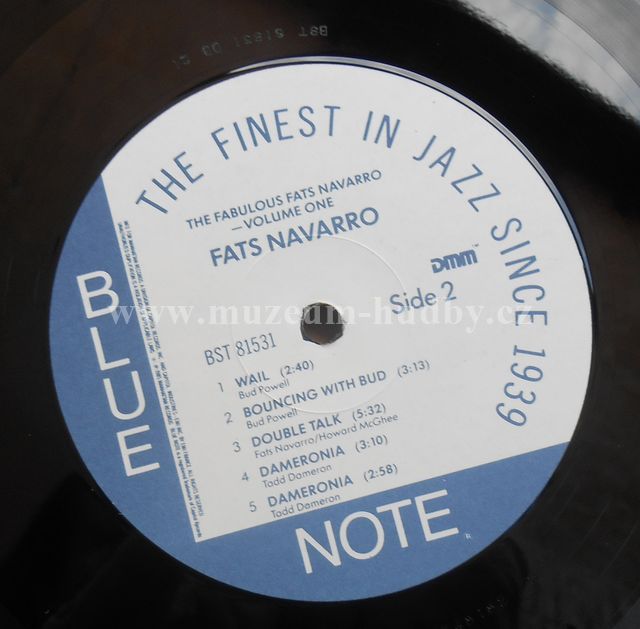 THE FINEST IN JAZZ SINCE 1939
THE FABULOUS FATS NAVARRO
—VOLUME ONE
FATS NAVARRO
DMM™
Side 2
www.muzeum-hudby.cz
BST 81531
1 WAIL (2:40)
Bud Powell
2 BOUNCING WITH BUD (3:13)
Bud Powell
3 DOUBLE TALK (5:32)
Fats Navarro/Howard McGhee
4 DAMERONIA (3:10)
Tadd Dameron
5 DAMERONIA (2:58)
Tadd Dameron
BLUE
NOTE